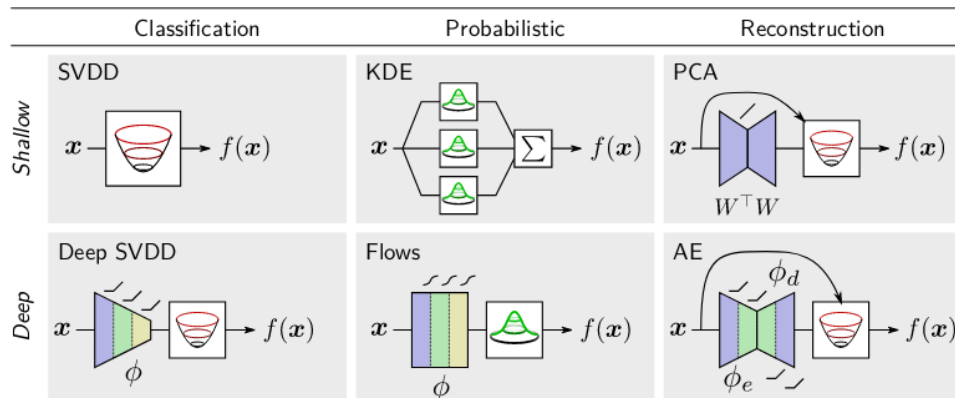 Classification Probabilistic Reconstruction
Shallow
SVDD
x f(x)
KDE
x ∑ f(x)
PCA
x f(x)
W⊤W
Deep
Deep SVDD
x f(x)
ϕ
Flows
x f(x)
ϕ
AE
ϕd
x f(x)
ϕe